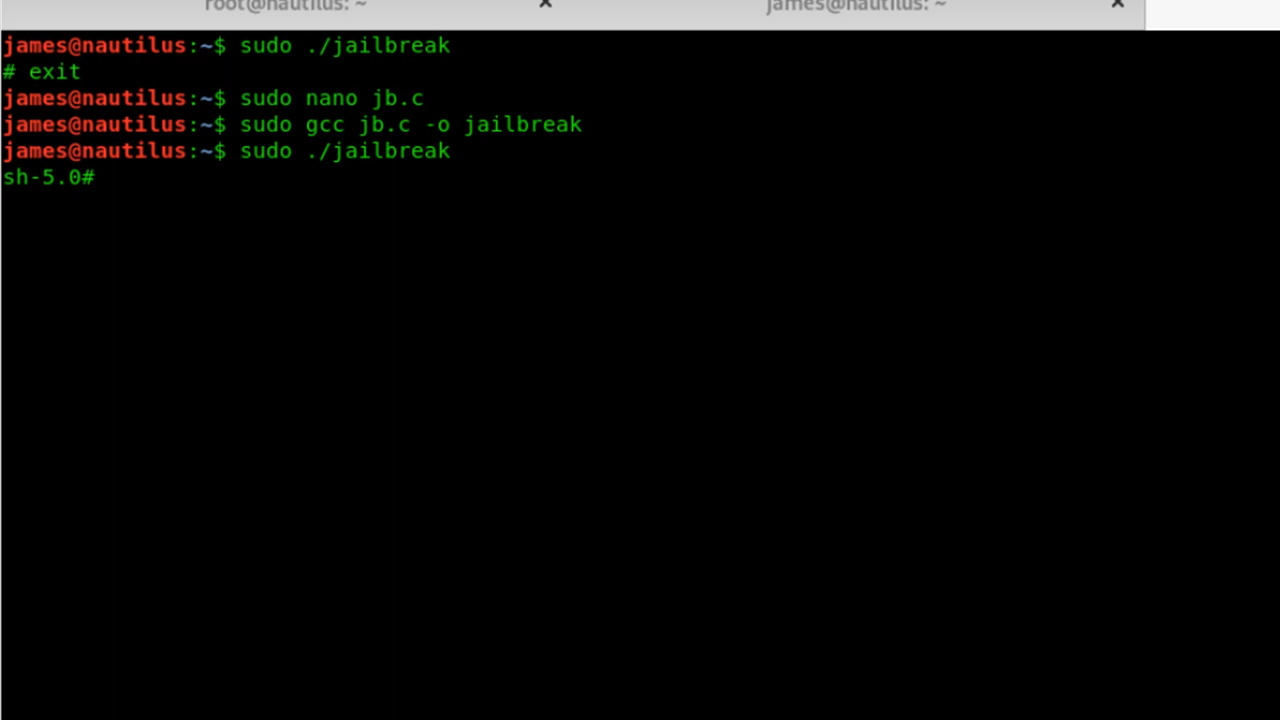 root@nautilus: ~ × james@nautilus: ~ ×
james@nautilus:~$ sudo ./jailbreak
# exit
james@nautilus:~$ sudo nano jb.c
james@nautilus:~$ sudo gcc jb.c -o jailbreak
james@nautilus:~$ sudo ./jailbreak
sh-5.0#